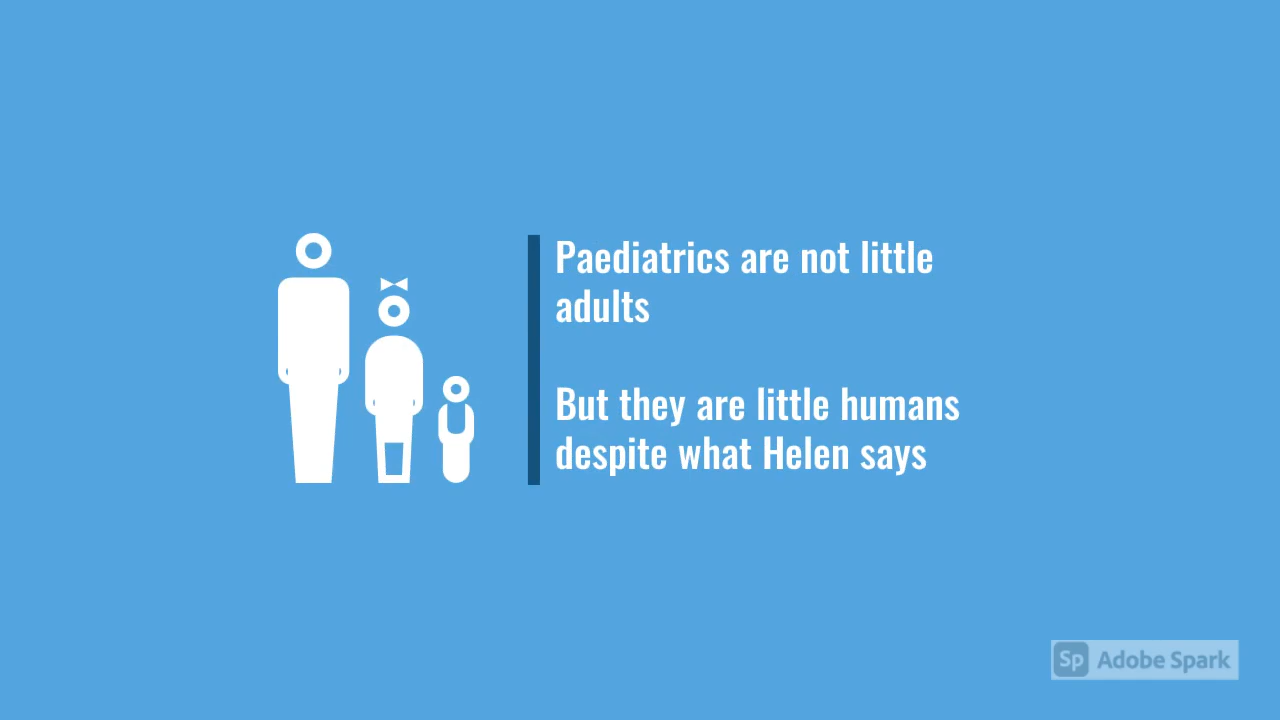 Paediatrics are not little
adults
But they are little humans
despite what Helen says
Sp Adobe Spark